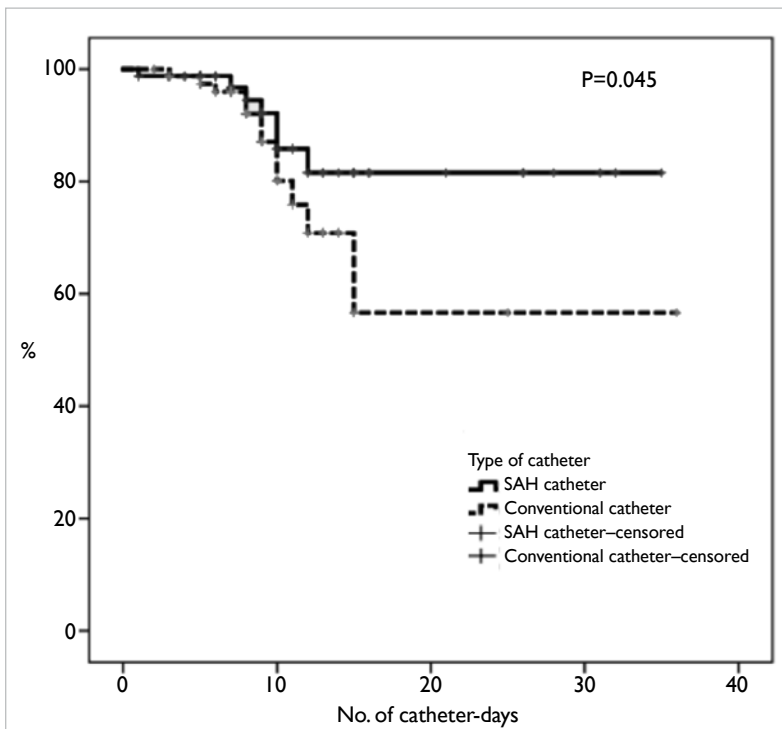 100
80
60
40
20
0
%
P=0.045
Type of catheter
SAH catheter
Conventional catheter
SAH catheter–censored
Conventional catheter–censored
0 10 20 30 40
No. of catheter-days